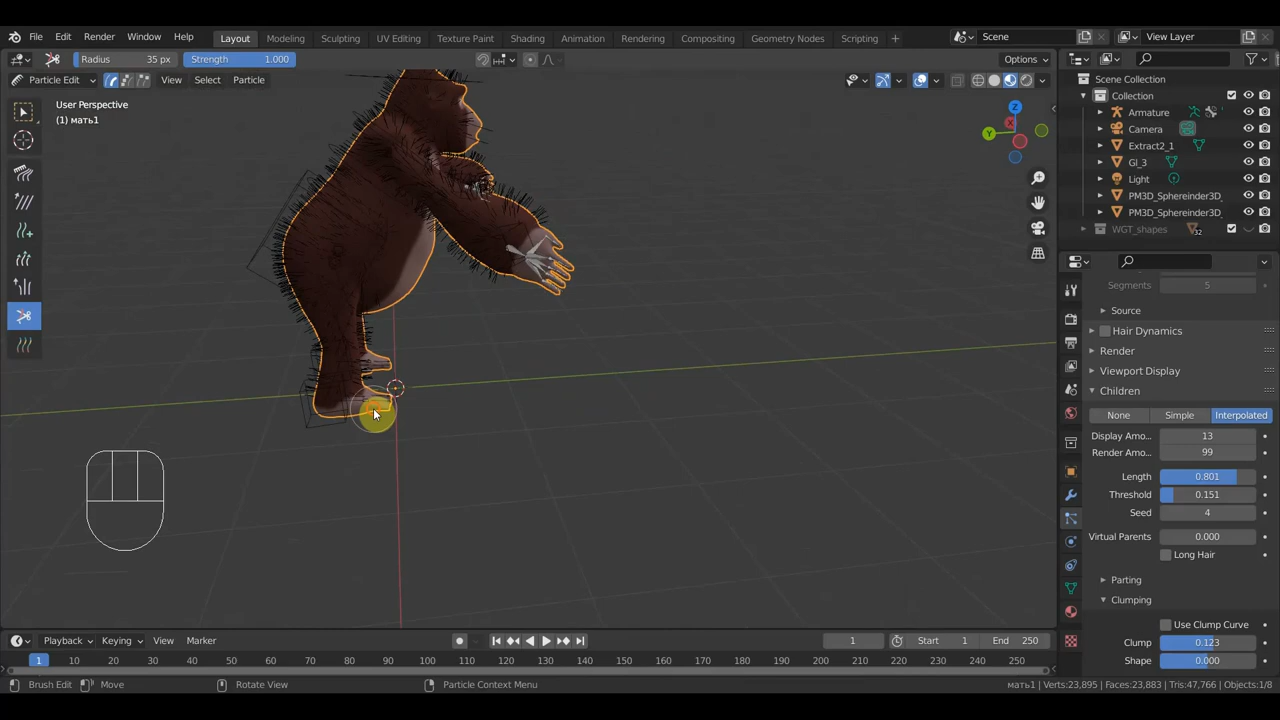 File Edit Render Window Help Layout Modeling Sculpting UV Editing Texture Paint Shading Animation Rendering Compositing Geometry Nodes Scripting + Scene View Layer
Radius 35 px Strength 1.000 Options
Particle Edit View Select Particle
User Perspective
(1) мать1
Z
Y
X
Scene Collection
Collection
Armature
Camera
Extract2_1
GI_3
Light
PM3D_Sphereinder3D_
PM3D_Sphereinder3D_
WGT_shapes 32
Segments 5
Source
Hair Dynamics
Render
Viewport Display
Children
None Simple Interpolated
Display Amo... 13
Render Amo... 99
Length 0.801
Threshold 0.151
Seed 4
Virtual Parents 0.000
Long Hair
Parting
Clumping
Use Clump Curve
Clump 0.123
Shape 0.000
Playback Keying View Marker 1 Start 1 End 250
1 10 20 30 40 50 60 70 80 90 100 110 120 130 140 150 160 170 180 190 200 210 220 230 240 250
Brush Edit Move Rotate View Particle Context Menu мать1 | Verts:23,895 | Faces:23,883 | Tris:47,766 | Objects:1/8